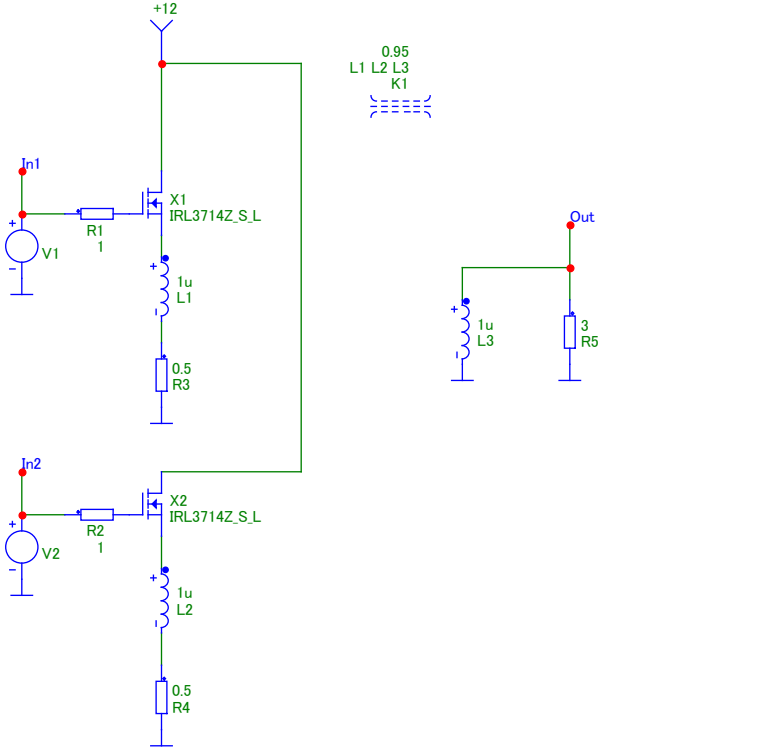 +12
0.95
L1 L2 L3
K1
In1
X1
IRL3714Z_S_L
R1
1
V1
1u
L1
0.5
R3
Out
1u
L3
3
R5
In2
X2
IRL3714Z_S_L
R2
1
V2
1u
L2
0.5
R4